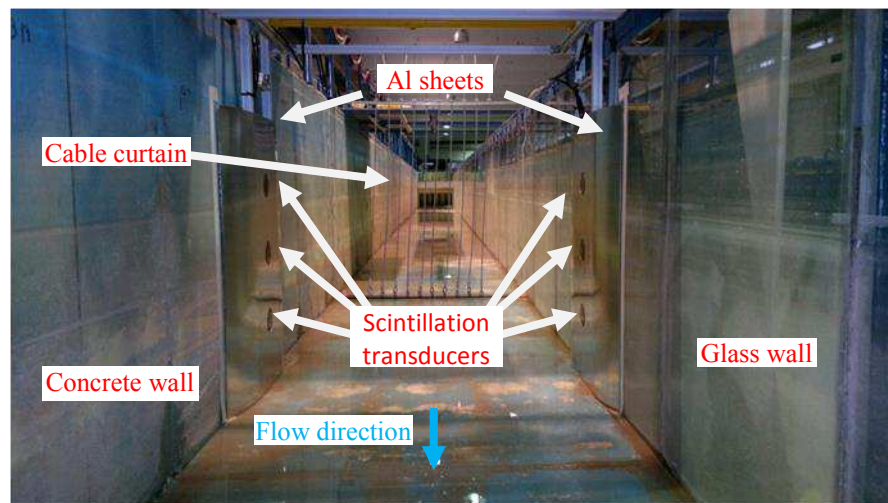 Al sheets
Cable curtain
Scintillation
transducers
Glass wall
Concrete wall
Flow direction